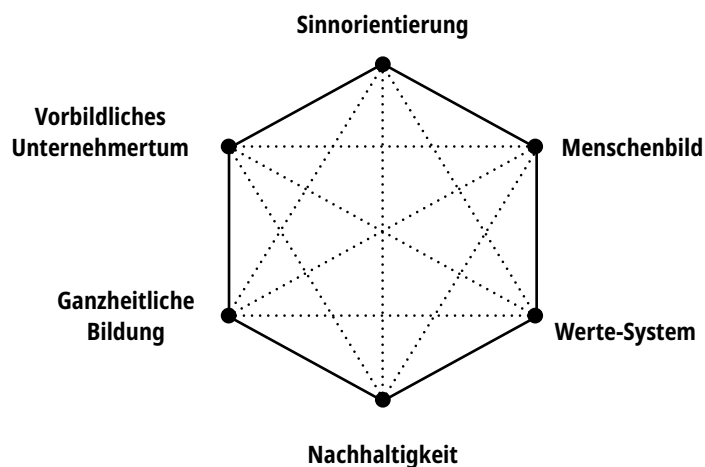 Sinnorientierung
Vorbildliches
Unternehmertum
Menschenbild
Ganzheitliche
Bildung
Werte-System
Nachhaltigkeit